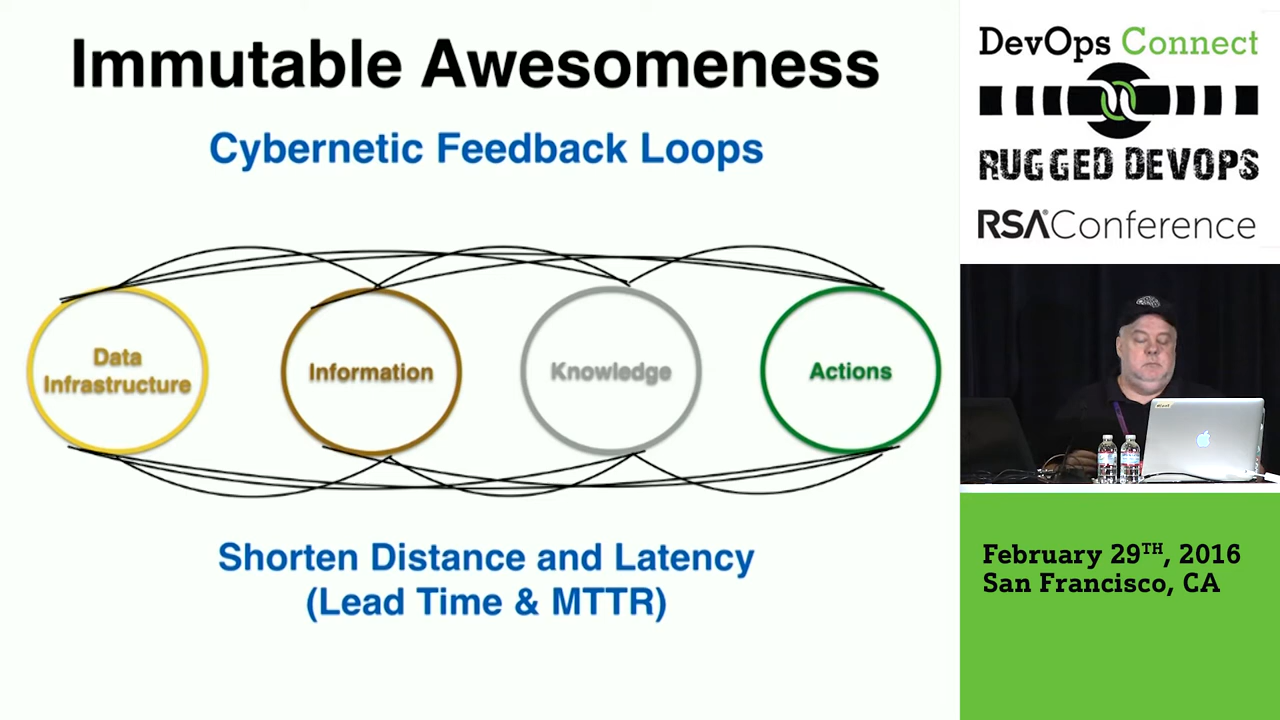 Immutable Awesomeness
Cybernetic Feedback Loops
Data
Infrastructure
Information
Knowledge
Actions
Shorten Distance and Latency
(Lead Time & MTTR)
DevOps Connect
RUGGED DEVOPS
RSAConference
February 29TH, 2016
San Francisco, CA